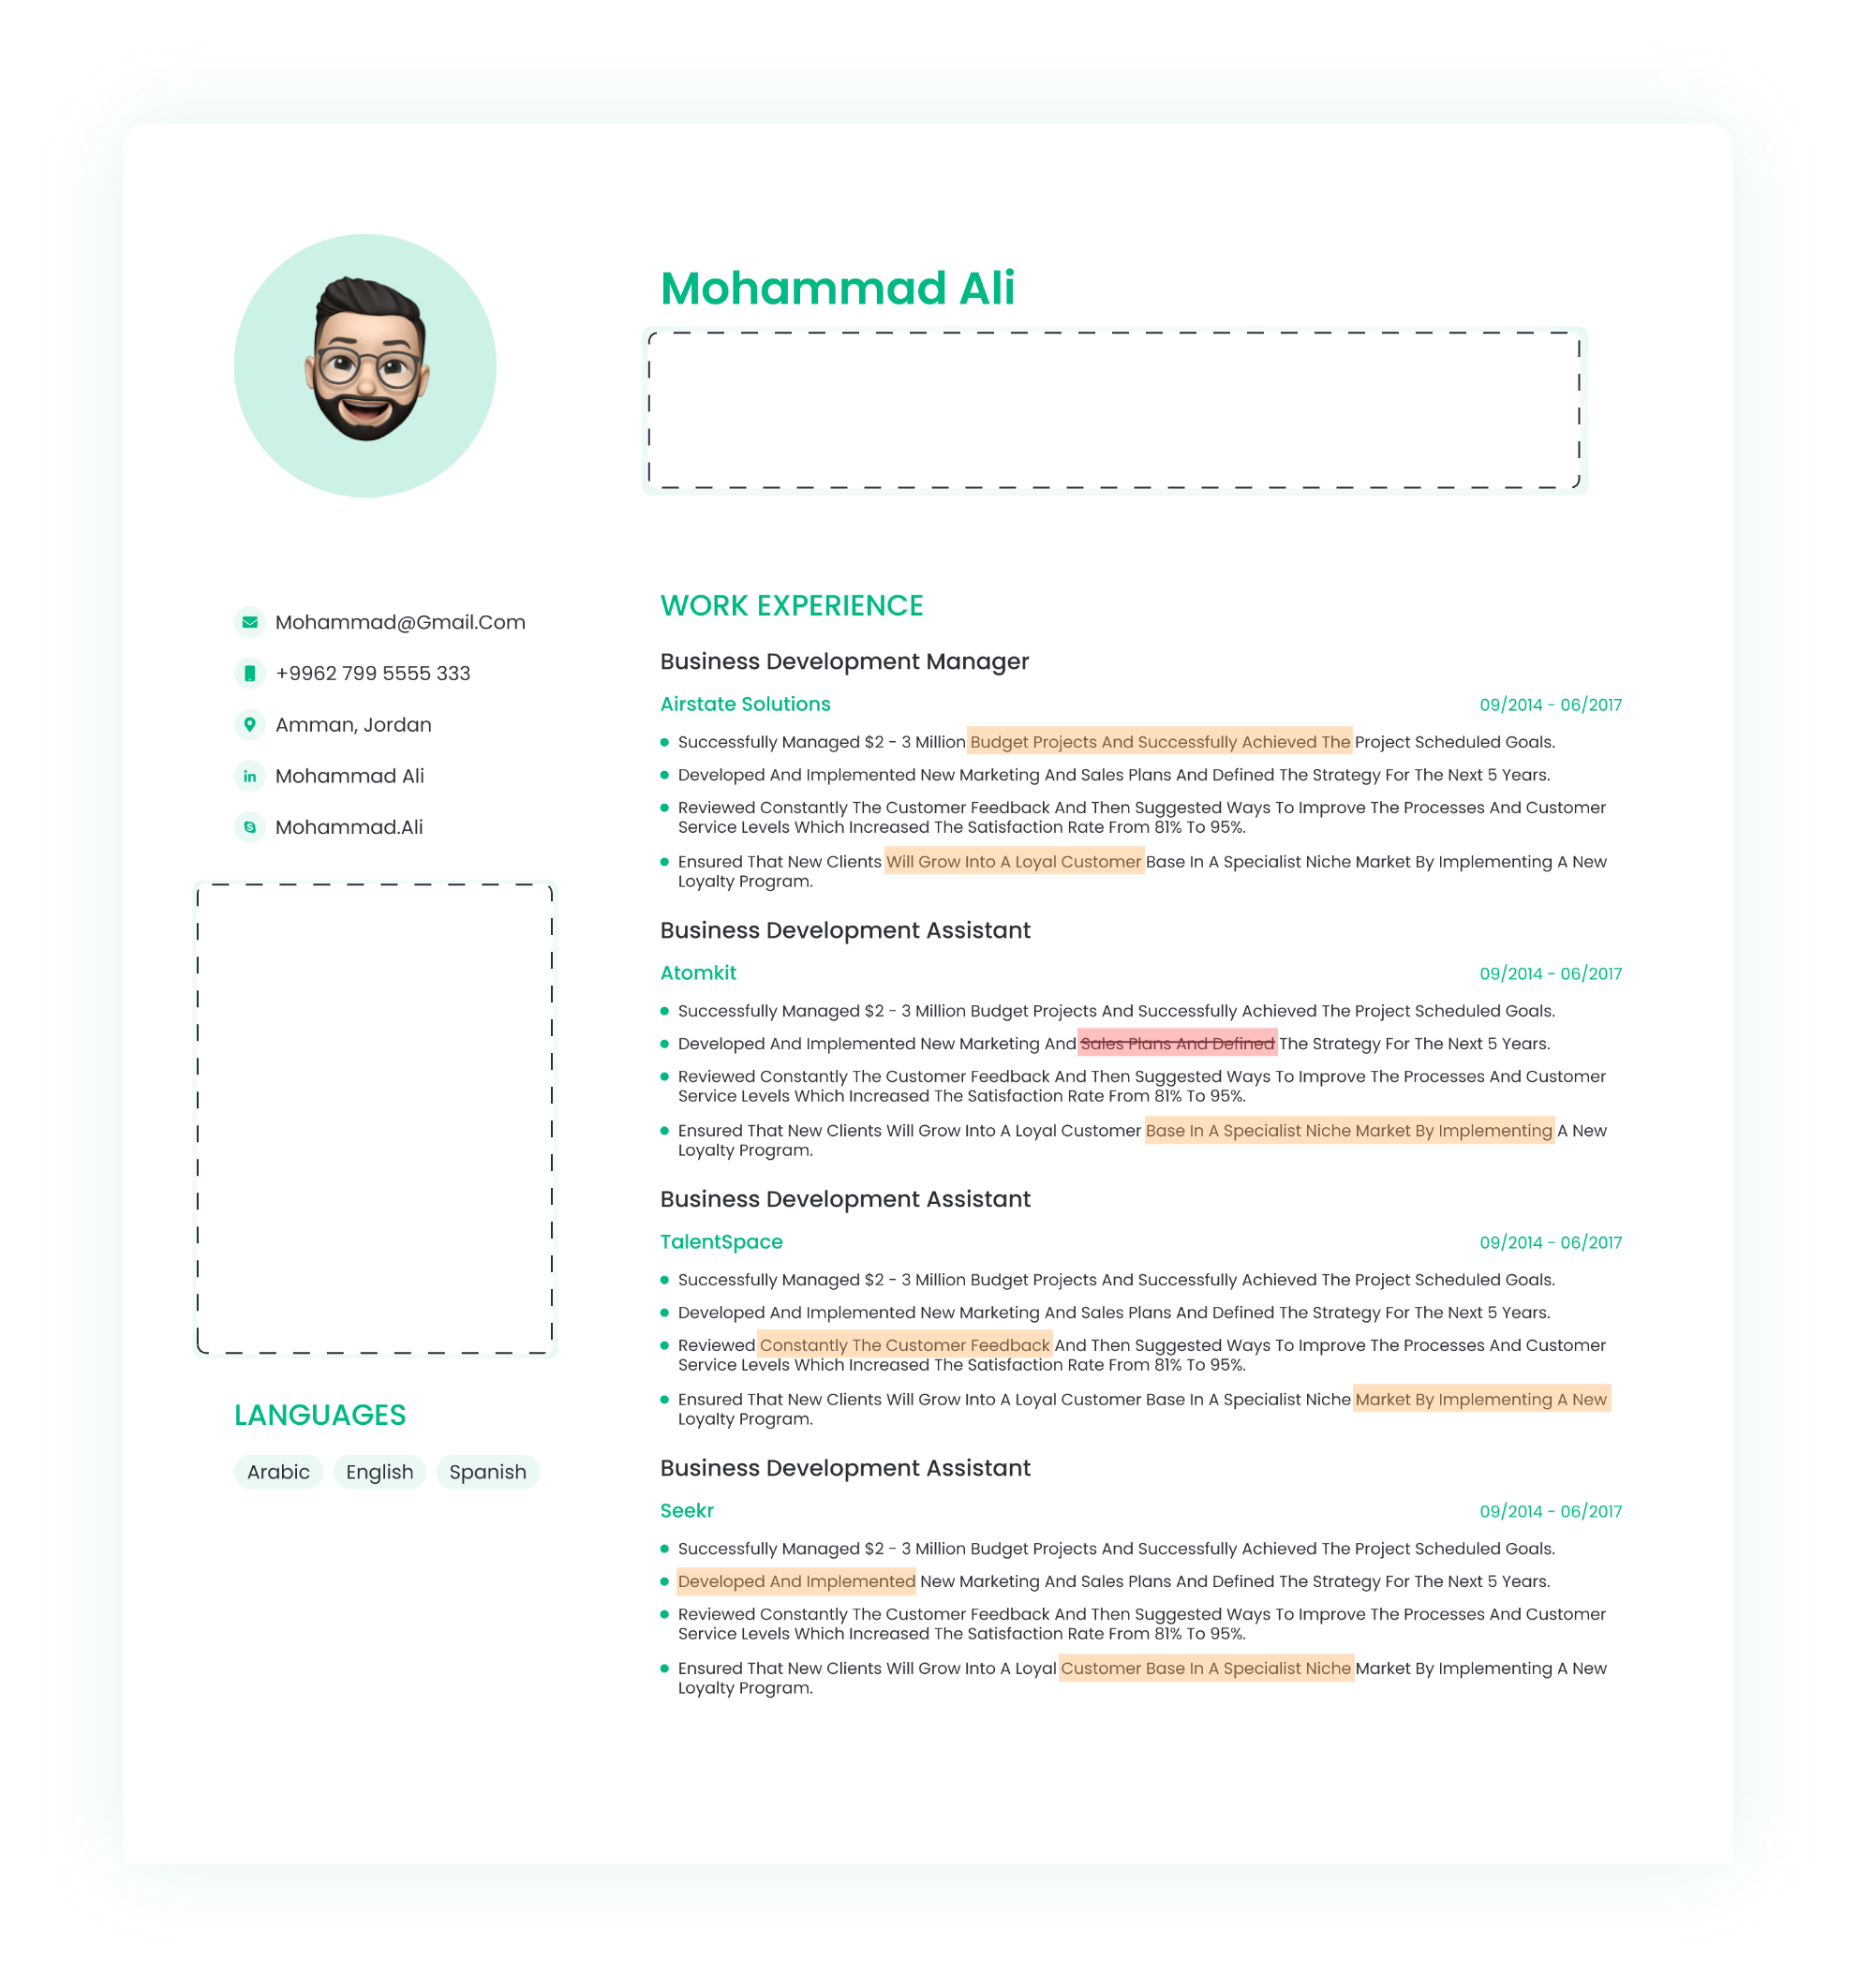 Mohammad Ali
Mohammad@Gmail.Com
+9962 799 5555 333
Amman, Jordan
in Mohammad Ali
Mohammad.Ali
LANGUAGES
Arabic English Spanish
WORK EXPERIENCE
Business Development Manager
Airstate Solutions 09/2014 - 06/2017
Successfully Managed $2 - 3 Million Budget Projects And Successfully Achieved The Project Scheduled Goals.
Developed And Implemented New Marketing And Sales Plans And Defined The Strategy For The Next 5 Years.
Reviewed Constantly The Customer Feedback And Then Suggested Ways To Improve The Processes And Customer
Service Levels Which Increased The Satisfaction Rate From 81% To 95%.
Ensured That New Clients Will Grow Into A Loyal Customer Base In A Specialist Niche Market By Implementing A New
Loyalty Program.
Business Development Assistant
Atomkit 09/2014 - 06/2017
Successfully Managed $2 - 3 Million Budget Projects And Successfully Achieved The Project Scheduled Goals.
Developed And Implemented New Marketing And Sales Plans And Defined The Strategy For The Next 5 Years.
Reviewed Constantly The Customer Feedback And Then Suggested Ways To Improve The Processes And Customer
Service Levels Which Increased The Satisfaction Rate From 81% To 95%.
Ensured That New Clients Will Grow Into A Loyal Customer Base In A Specialist Niche Market By Implementing A New
Loyalty Program.
Business Development Assistant
TalentSpace 09/2014 - 06/2017
Successfully Managed $2 - 3 Million Budget Projects And Successfully Achieved The Project Scheduled Goals.
Developed And Implemented New Marketing And Sales Plans And Defined The Strategy For The Next 5 Years.
Reviewed Constantly The Customer Feedback And Then Suggested Ways To Improve The Processes And Customer
Service Levels Which Increased The Satisfaction Rate From 81% To 95%.
Ensured That New Clients Will Grow Into A Loyal Customer Base In A Specialist Niche Market By Implementing A New
Loyalty Program.
Business Development Assistant
Seekr 09/2014 - 06/2017
Successfully Managed $2 - 3 Million Budget Projects And Successfully Achieved The Project Scheduled Goals.
Developed And Implemented New Marketing And Sales Plans And Defined The Strategy For The Next 5 Years.
Reviewed Constantly The Customer Feedback And Then Suggested Ways To Improve The Processes And Customer
Service Levels Which Increased The Satisfaction Rate From 81% To 95%.
Ensured That New Clients Will Grow Into A Loyal Customer Base In A Specialist Niche Market By Implementing A New
Loyalty Program.